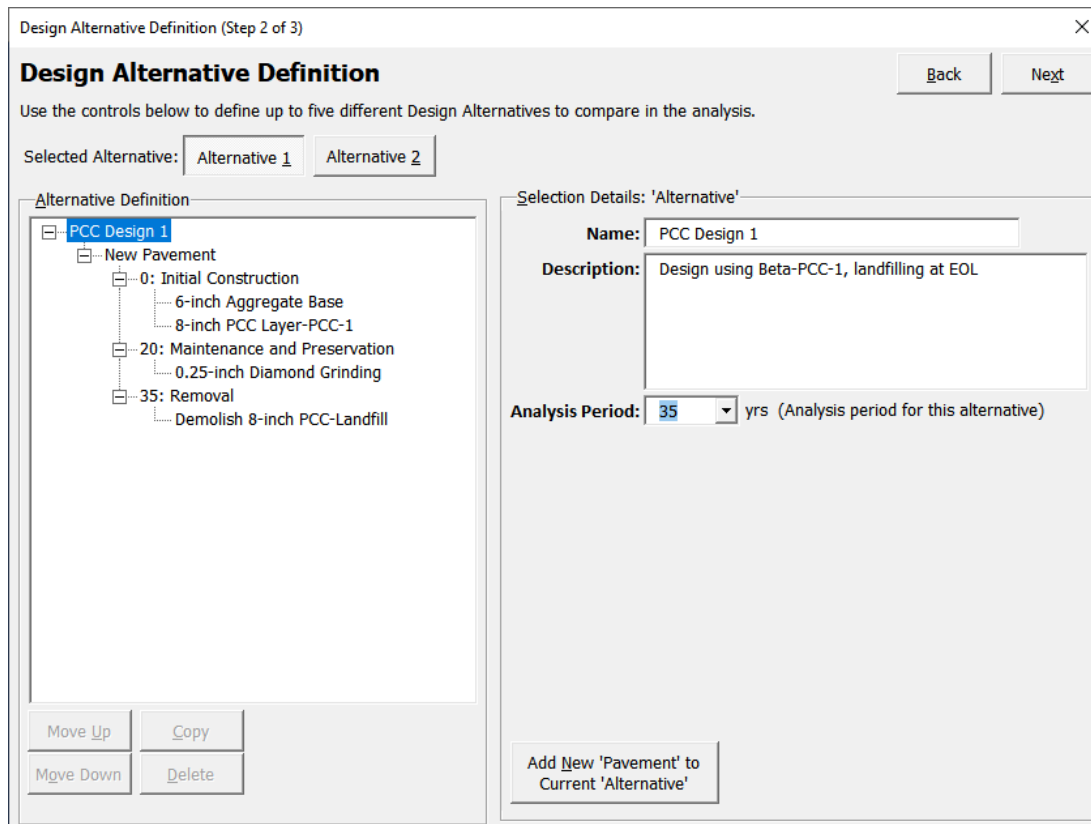 Design Alternative Definition (Step 2 of 3)
Design Alternative Definition
Back
Next
Use the controls below to define up to five different Design Alternatives to compare in the analysis.
Selected Alternative:
Alternative 1
Alternative 2
Alternative Definition
PCC Design 1
New Pavement
0: Initial Construction
6-inch Aggregate Base
8-inch PCC Layer-PCC-1
20: Maintenance and Preservation
0.25-inch Diamond Grinding
35: Removal
Demolish 8-inch PCC-Landfill
Move Up
Copy
Move Down
Delete
Selection Details: 'Alternative'
Name: PCC Design 1
Description: Design using Beta-PCC-1, landfilling at EOL
Analysis Period: 35 yrs (Analysis period for this alternative)
Add New 'Pavement' to
Current 'Alternative'